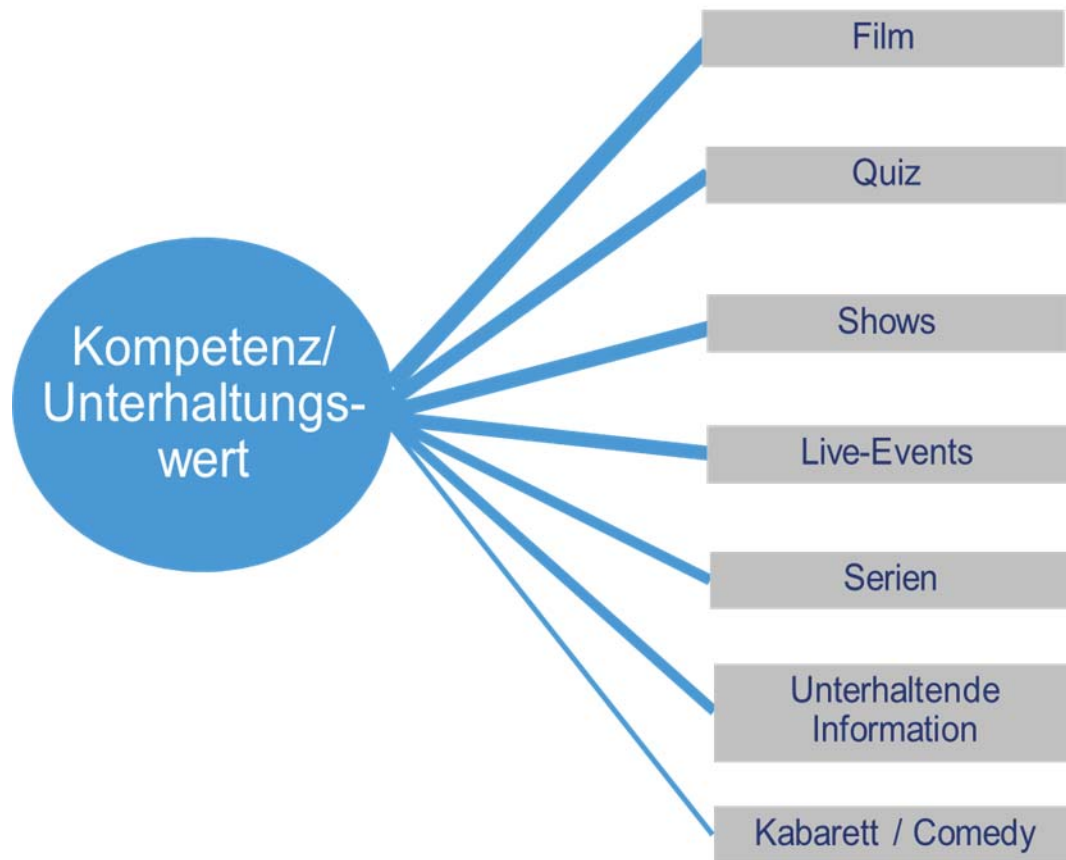 Film
Quiz
Kompetenz/
Unterhaltungs-
wert
Shows
Live-Events
Serien
Unterhaltende
Information
Kabarett / Comedy